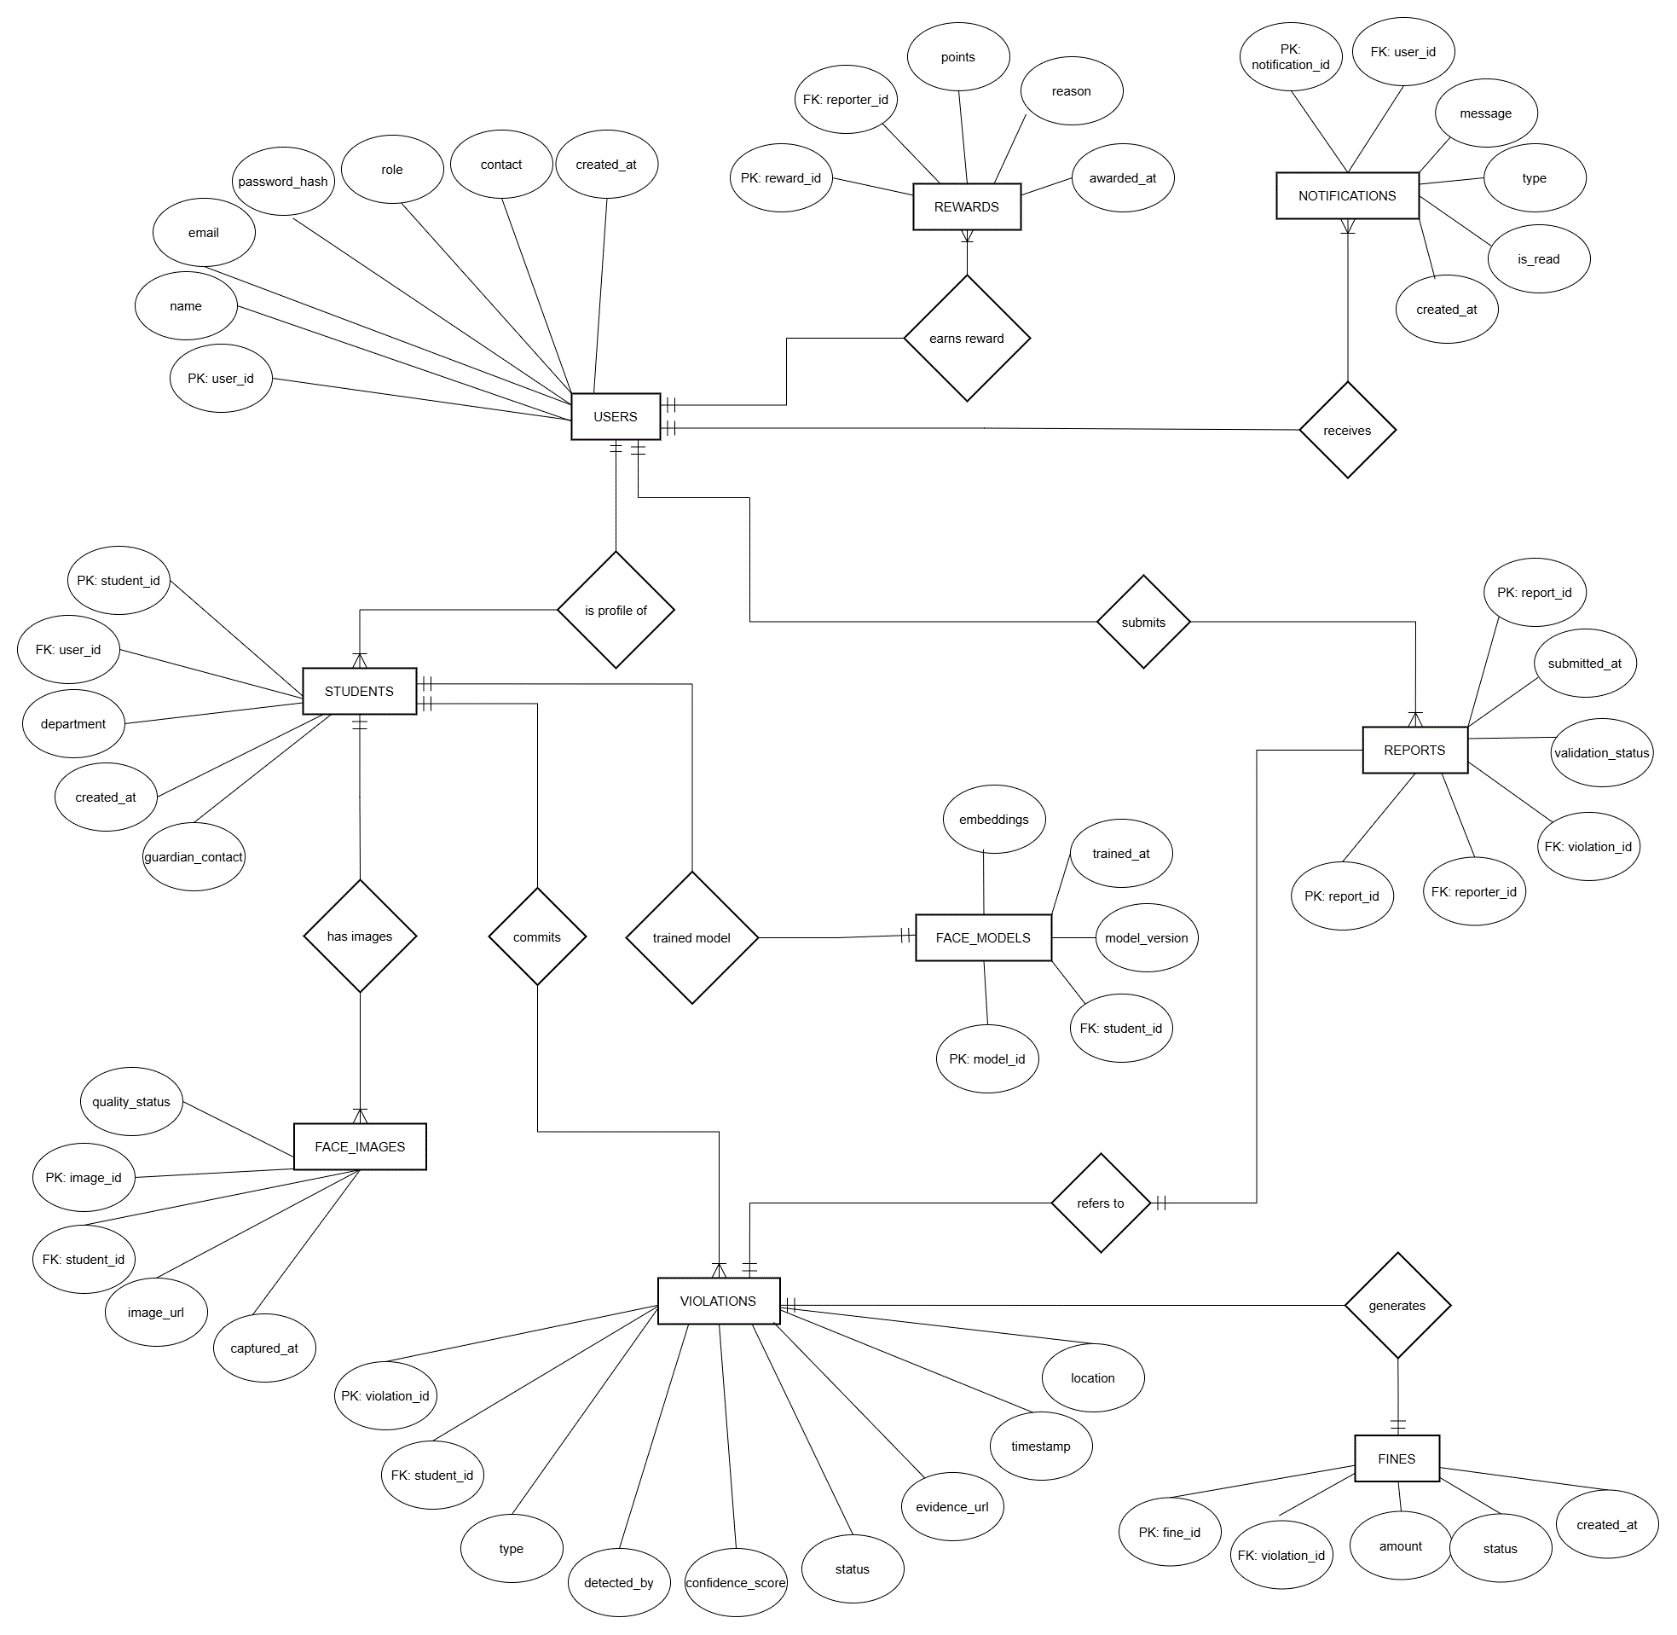 points
PK:
notification_id
FK: user_id
FK: reporter_id
reason
message
PK: reward_id
awarded_at
type
REWARDS
NOTIFICATIONS
is_read
created_at
password_hash
role
contact
created_at
email
name
PK: user_id
earns reward
USERS
receives
PK: student_id
is profile of
submits
PK: report_id
FK: user_id
STUDENTS
submitted_at
department
REPORTS
validation_status
created_at
guardian_contact
embeddings
trained_at
FK: violation_id
PK: report_id
FK: reporter_id
has images
commits
trained model
FACE_MODELS
model_version
FK: student_id
PK: model_id
quality_status
FACE_IMAGES
PK: image_id
refers to
FK: student_id
image_url
captured_at
VIOLATIONS
generates
PK: violation_id
location
FK: student_id
timestamp
FINES
evidence_url
type
detected_by
confidence_score
status
PK: fine_id
FK: violation_id
amount
status
created_at